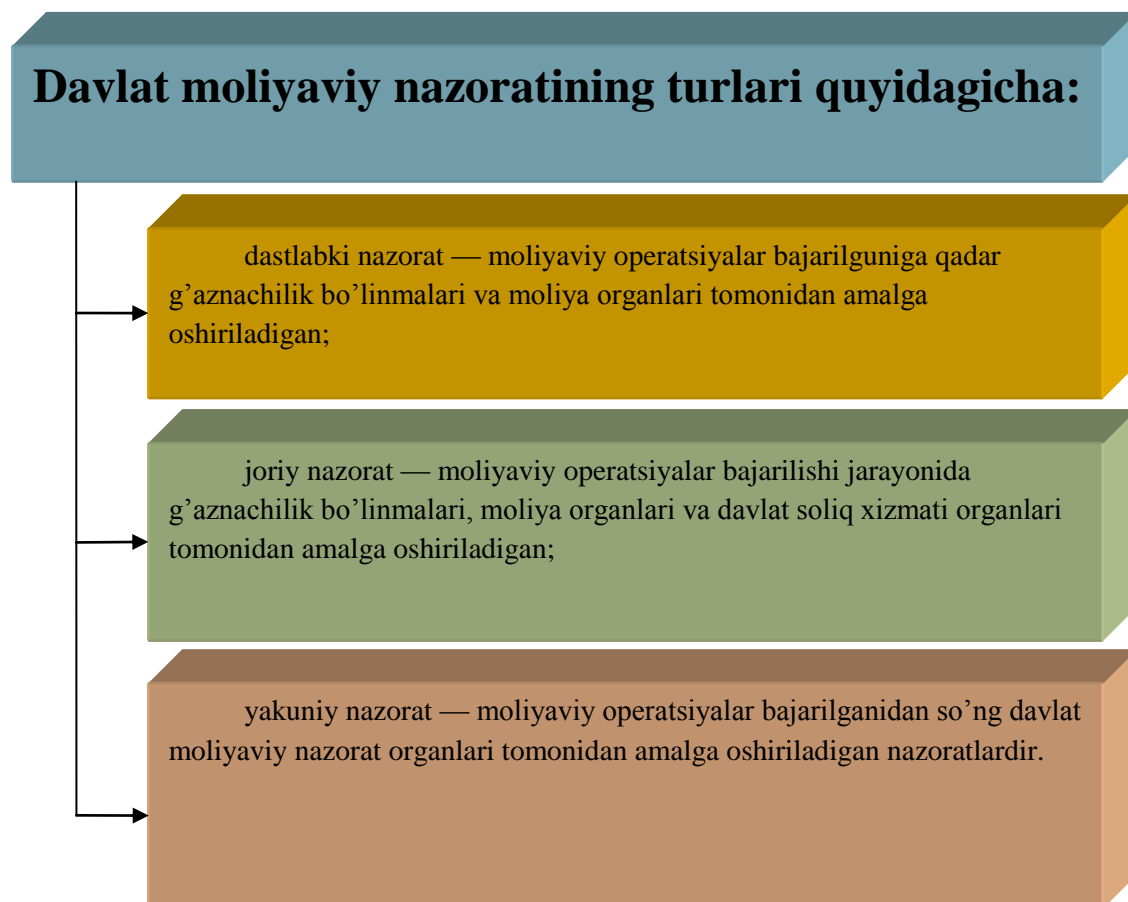 Davlat moliyaviy nazoratining turlari quyidagicha:
dastlabki nazorat — moliyaviy operatsiyalar bajarilguniga qadar
g’aznachilik bo’linmalari va moliya organlari tomonidan amalga
oshiriladigan;
joriy nazorat — moliyaviy operatsiyalar bajarilishi jarayonida
g’aznachilik bo’linmalari, moliya organlari va davlat soliq xizmati organlari
tomonidan amalga oshiriladigan;
yakuniy nazorat — moliyaviy operatsiyalar bajarilganidan so’ng davlat
moliyaviy nazorat organlari tomonidan amalga oshiriladigan nazoratlardir.